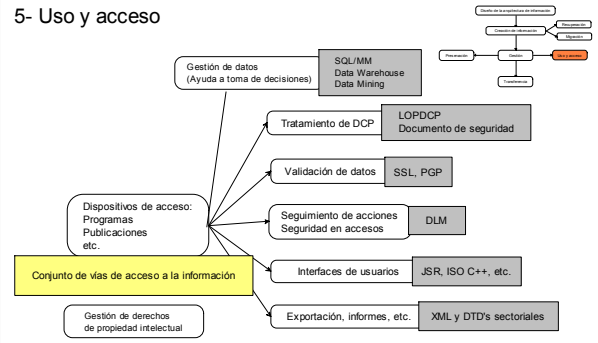 5- Uso y acceso
Diseño de la arquitectura de información
Creación de información
Recuperación
Migración
Preservación
Gestión
Uso y acceso
Transferencia
Gestión de datos
(Ayuda a toma de decisiones)
SQL/MM
Data Warehouse
Data Mining
Tratamiento de DCP
LOPDCP
Documento de seguridad
Validación de datos
SSL, PGP
Dispositivos de acceso:
Programas
Publicaciones
etc.
Seguimiento de acciones
Seguridad en accesos
DLM
Conjunto de vías de acceso a la información
Interfaces de usuarios
JSR, ISO C++, etc.
Gestión de derechos
de propiedad intelectual
Exportación, informes, etc.
XML y DTD's sectoriales